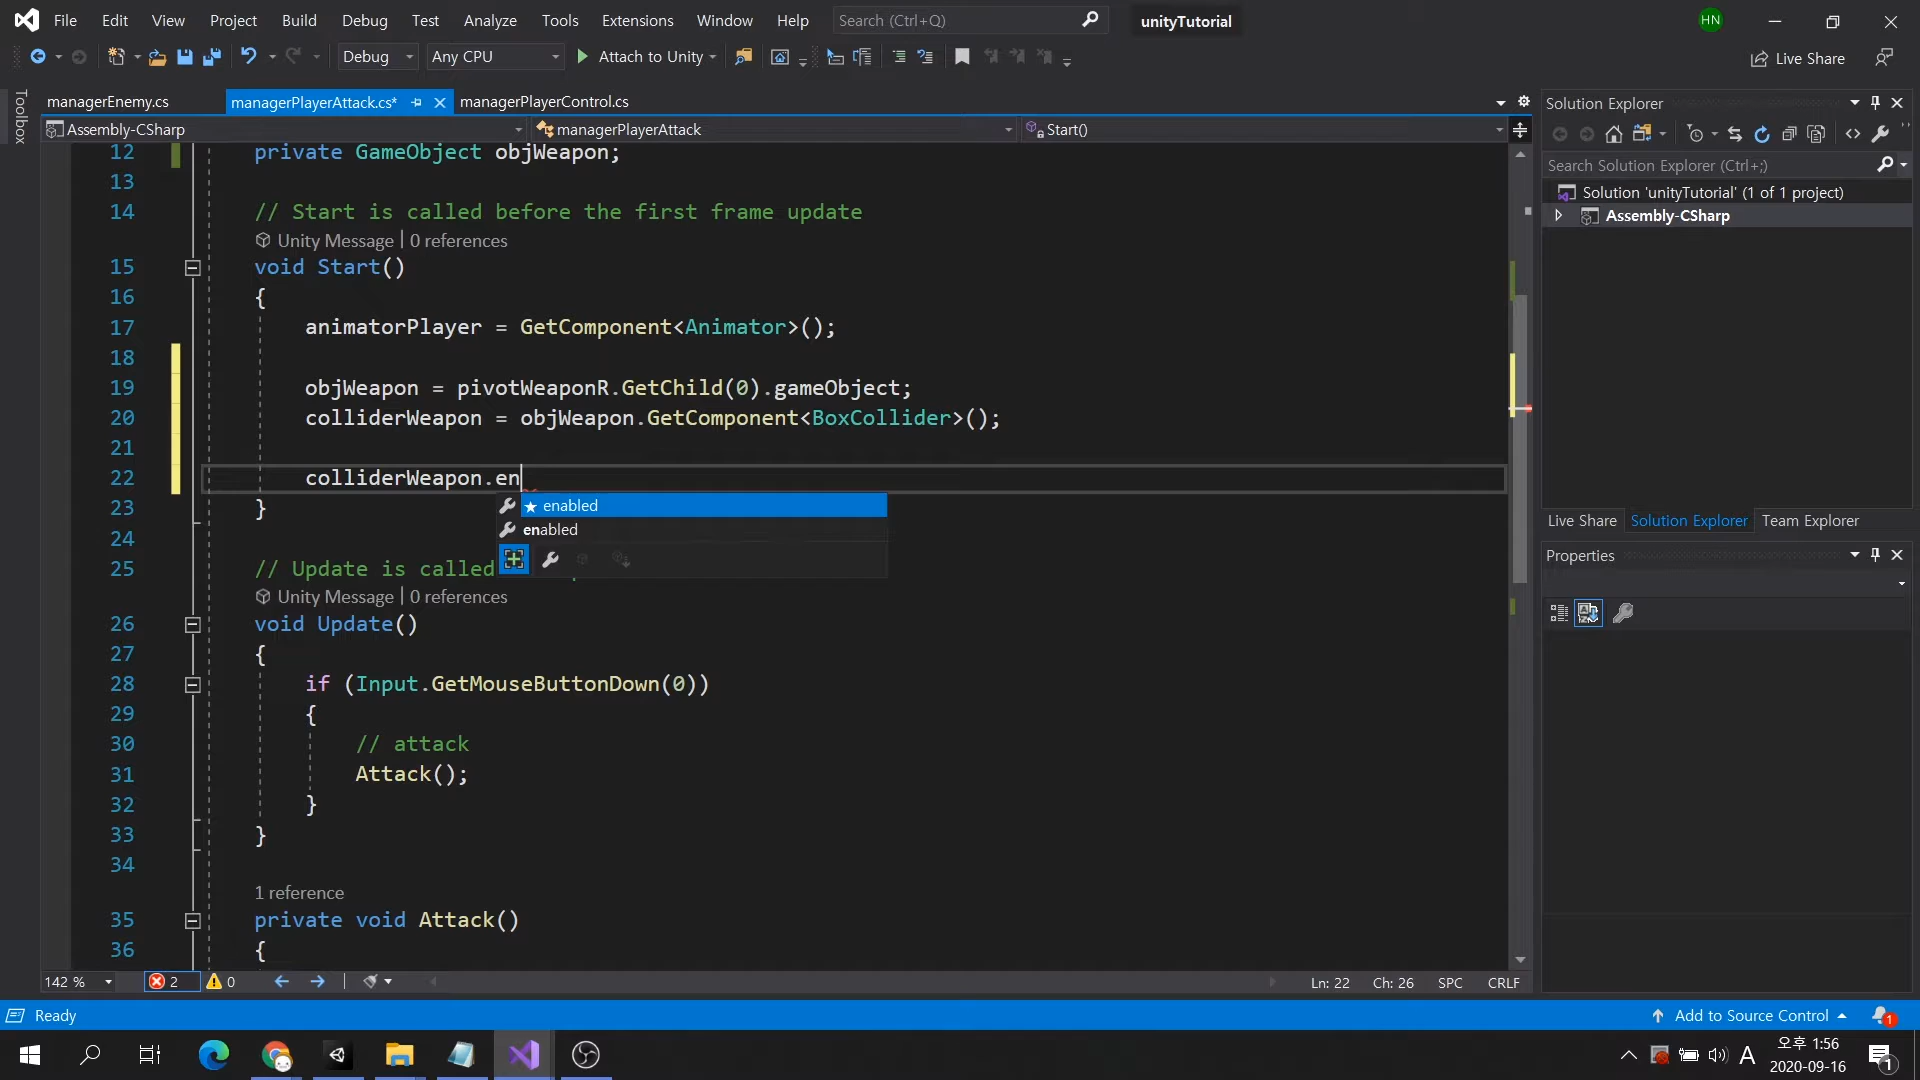 File Edit View Project Build Debug Test Analyze Tools Extensions Window Help Search (Ctrl+Q) unityTutorial HN
Debug Any CPU Attach to Unity Live Share
Toolbox
managerEnemy.cs managerPlayerAttack.cs* managerPlayerControl.cs
Assembly-CSharp managerPlayerAttack Start()
12 private GameObject objWeapon;
13
14 // Start is called before the first frame update
Unity Message | 0 references
15 void Start()
16 {
17 animatorPlayer = GetComponent<Animator>();
18
19 objWeapon = pivotWeaponR.GetChild(0).gameObject;
20 colliderWeapon = objWeapon.GetComponent<BoxCollider>();
21
22 colliderWeapon.en
★ enabled
23 }
enabled
24
25 // Update is called
Unity Message | 0 references
26 void Update()
27 {
28 if (Input.GetMouseButtonDown(0))
29 {
30 // attack
31 Attack();
32 }
33 }
34
1 reference
35 private void Attack()
36 {
142 % 2 0 Ln: 22 Ch: 26 SPC CRLF
Solution Explorer
Search Solution Explorer (Ctrl+;)
Solution 'unityTutorial' (1 of 1 project)
Assembly-CSharp
Live Share Solution Explorer Team Explorer
Properties
Ready Add to Source Control 1
A 오후 1:56
2020-09-16 1